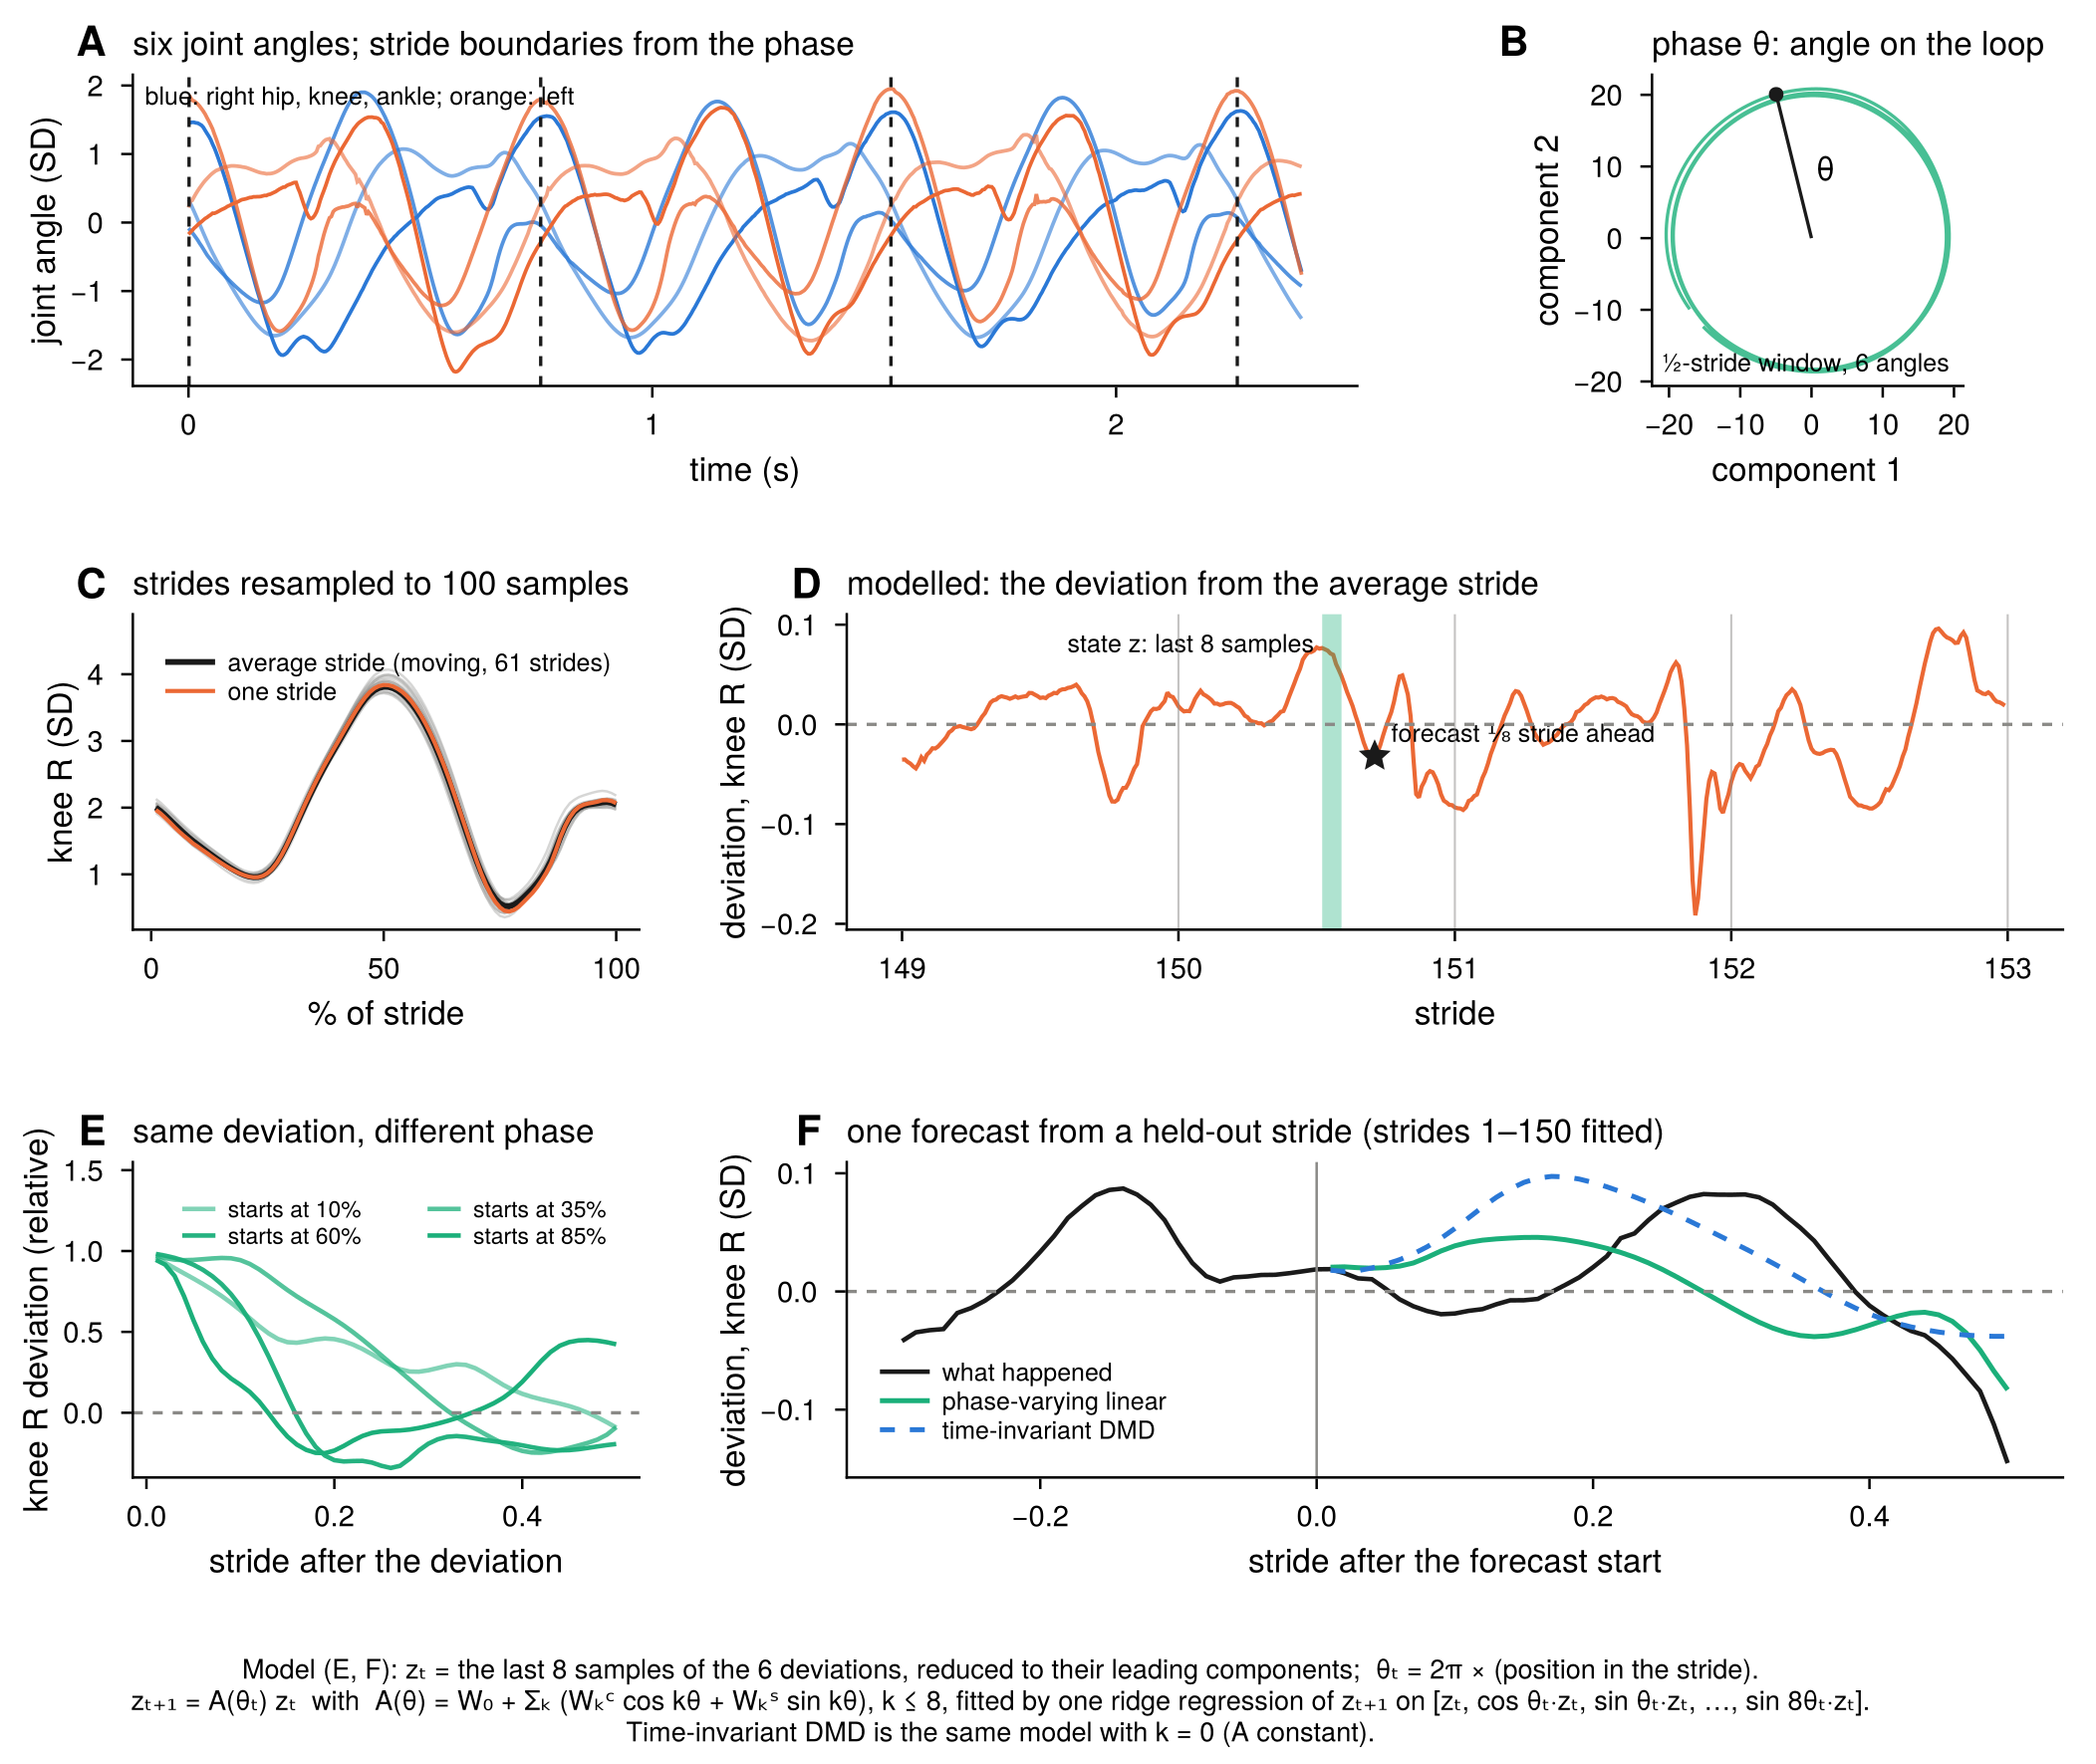 A six joint angles; stride boundaries from the phase
blue: right hip, knee, ankle; orange: left
joint angle (SD)
2
1
0
−1
−2
0 1 2
time (s)
B phase θ: angle on the loop
component 2
20
10
0
−10
−20
θ
½-stride window, 6 angles
−20 −10 0 10 20
component 1
C strides resampled to 100 samples
knee R (SD)
4
3
2
1
average stride (moving, 61 strides)
one stride
0 50 100
% of stride
D modelled: the deviation from the average stride
deviation, knee R (SD)
0.1
0.0
−0.1
−0.2
state z: last 8 samples
forecast ⅛ stride ahead
149 150 151 152 153
stride
E same deviation, different phase
knee R deviation (relative)
1.5
1.0
0.5
0.0
starts at 10% starts at 35%
starts at 60% starts at 85%
0.0 0.2 0.4
stride after the deviation
F one forecast from a held-out stride (strides 1–150 fitted)
deviation, knee R (SD)
0.1
0.0
−0.1
what happened
phase-varying linear
time-invariant DMD
−0.2 0.0 0.2 0.4
stride after the forecast start
Model (E, F): zₜ = the last 8 samples of the 6 deviations, reduced to their leading components; θₜ = 2π × (position in the stride).
zₜ₊₁ = A(θₜ) zₜ with A(θ) = W₀ + Σₖ (Wₖᶜ cos kθ + Wₖˢ sin kθ), k ≤ 8, fitted by one ridge regression of zₜ₊₁ on [zₜ, cos θₜ·zₜ, sin θₜ·zₜ, …, sin 8θₜ·zₜ].
Time-invariant DMD is the same model with k = 0 (A constant).